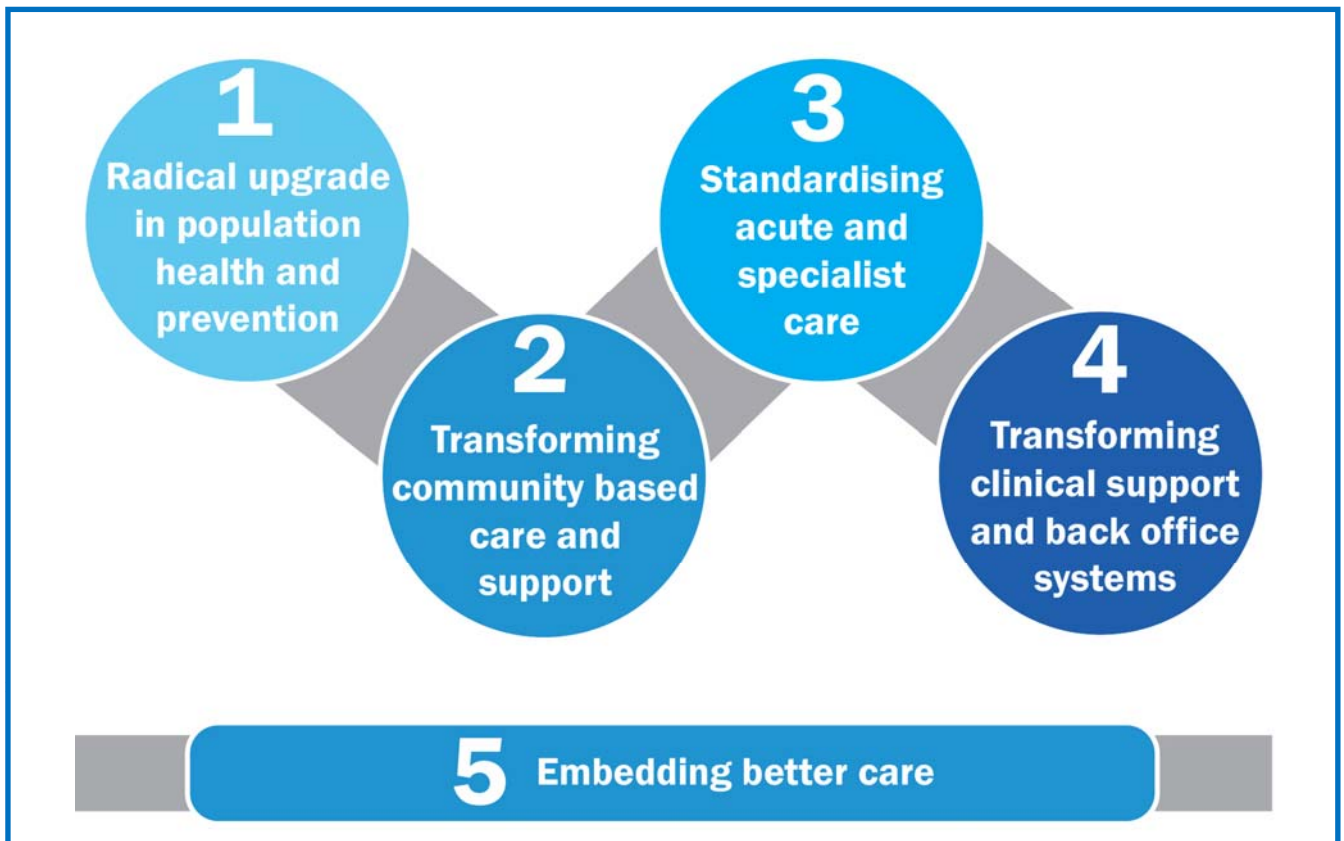 1
Radical upgrade
in population
health and
prevention
2
Transforming
community based
care and
support
3
Standardising
acute and
specialist
care
4
Transforming
clinical support
and back office
systems
5 Embedding better care